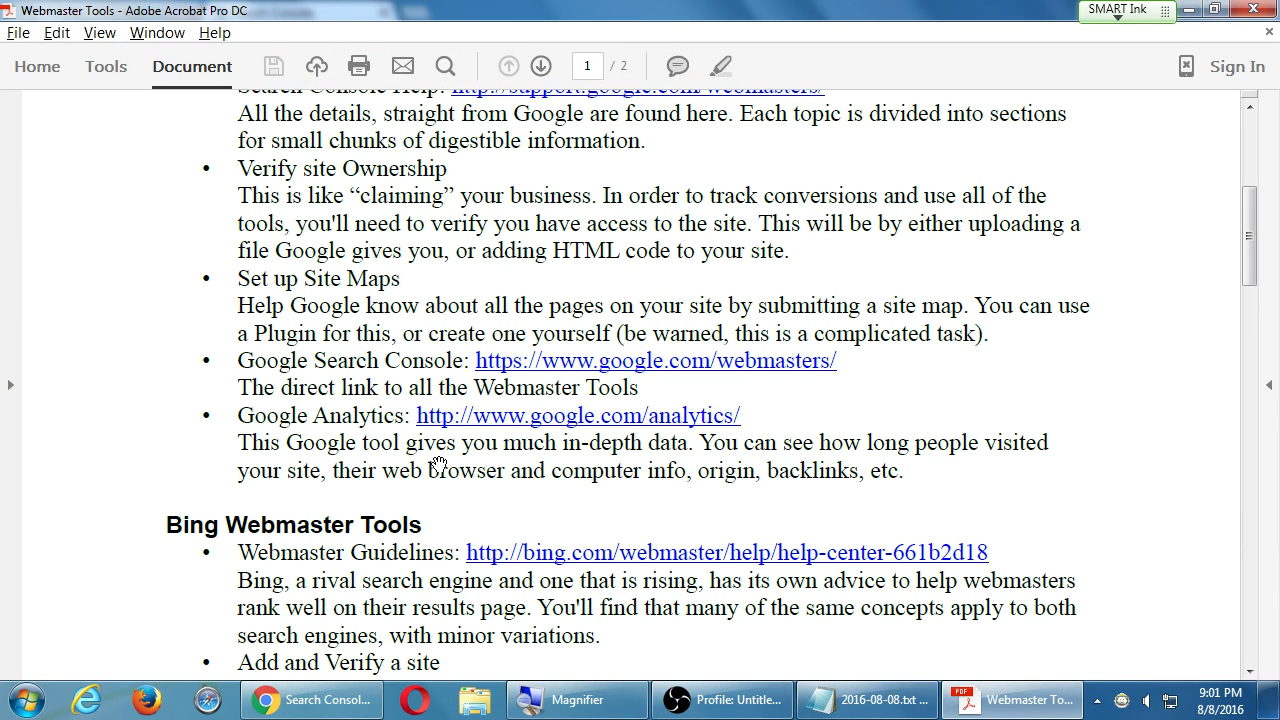 Webmaster Tools - Adobe Acrobat Pro DC
SMART Ink
File Edit View Window Help
Home Tools Document 1 / 2 Sign In
Search Console Help: http://support.google.com/webmasters/
All the details, straight from Google are found here. Each topic is divided into sections
for small chunks of digestible information.
• Verify site Ownership
This is like “claiming” your business. In order to track conversions and use all of the
tools, you'll need to verify you have access to the site. This will be by either uploading a
file Google gives you, or adding HTML code to your site.
• Set up Site Maps
Help Google know about all the pages on your site by submitting a site map. You can use
a Plugin for this, or create one yourself (be warned, this is a complicated task).
• Google Search Console: https://www.google.com/webmasters/
The direct link to all the Webmaster Tools
• Google Analytics: http://www.google.com/analytics/
This Google tool gives you much in-depth data. You can see how long people visited
your site, their web browser and computer info, origin, backlinks, etc.
Bing Webmaster Tools
• Webmaster Guidelines: http://bing.com/webmaster/help/help-center-661b2d18
Bing, a rival search engine and one that is rising, has its own advice to help webmasters
rank well on their results page. You'll find that many of the same concepts apply to both
search engines, with minor variations.
• Add and Verify a site
Search Consol... Magnifier Profile: Untitle... 2016-08-08.txt ... PDF Webmaster To... 9:01 PM
8/8/2016